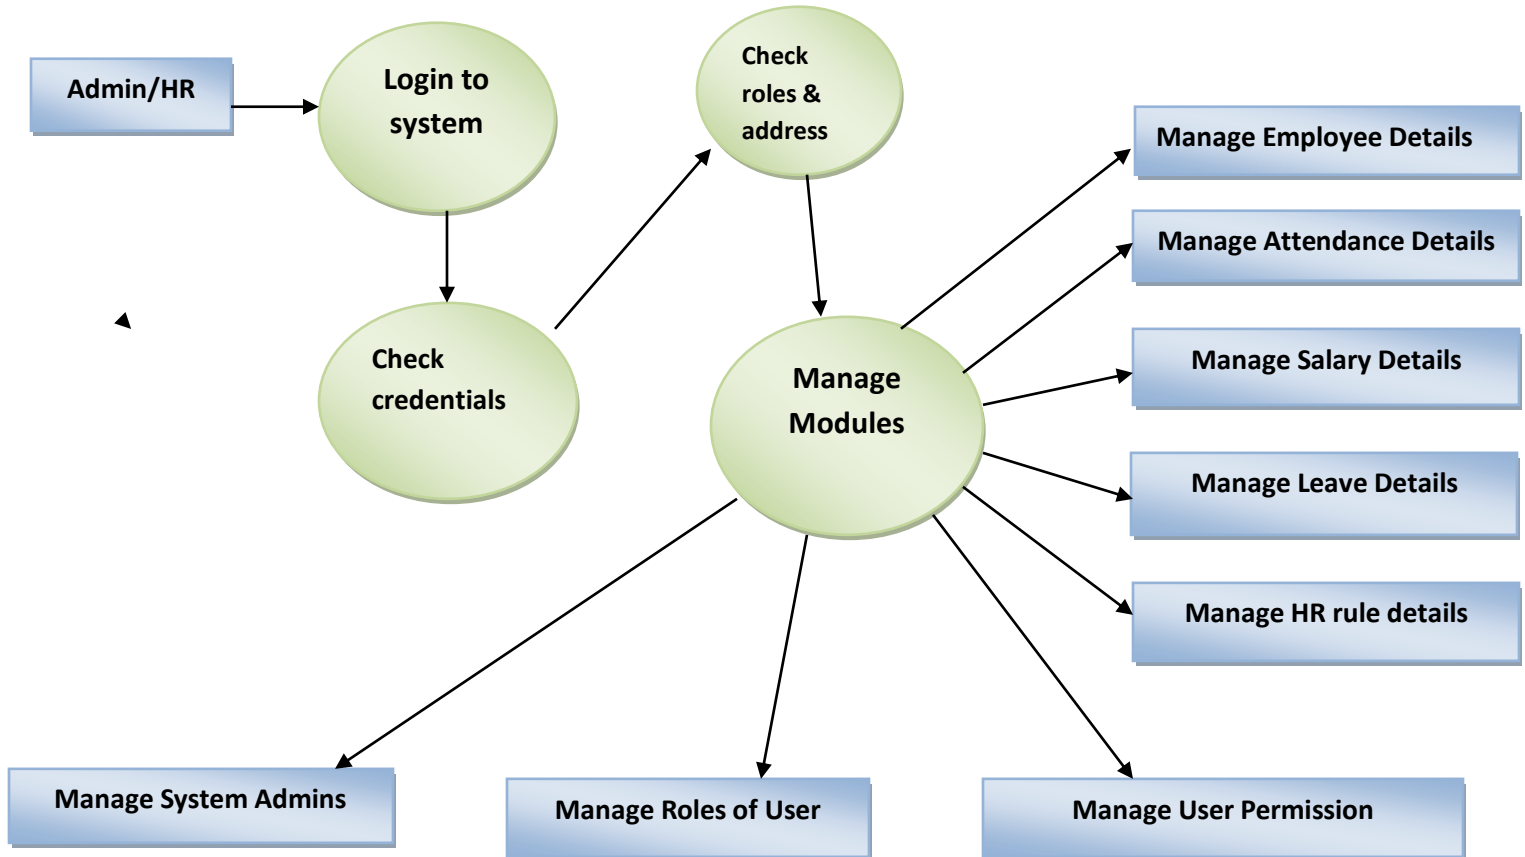 Admin/HR
Login to
system
Check
roles &
address
Manage Employee Details
Manage Attendance Details
Check
credentials
Manage
Modules
Manage Salary Details
Manage Leave Details
Manage HR rule details
Manage System Admins
Manage Roles of User
Manage User Permission